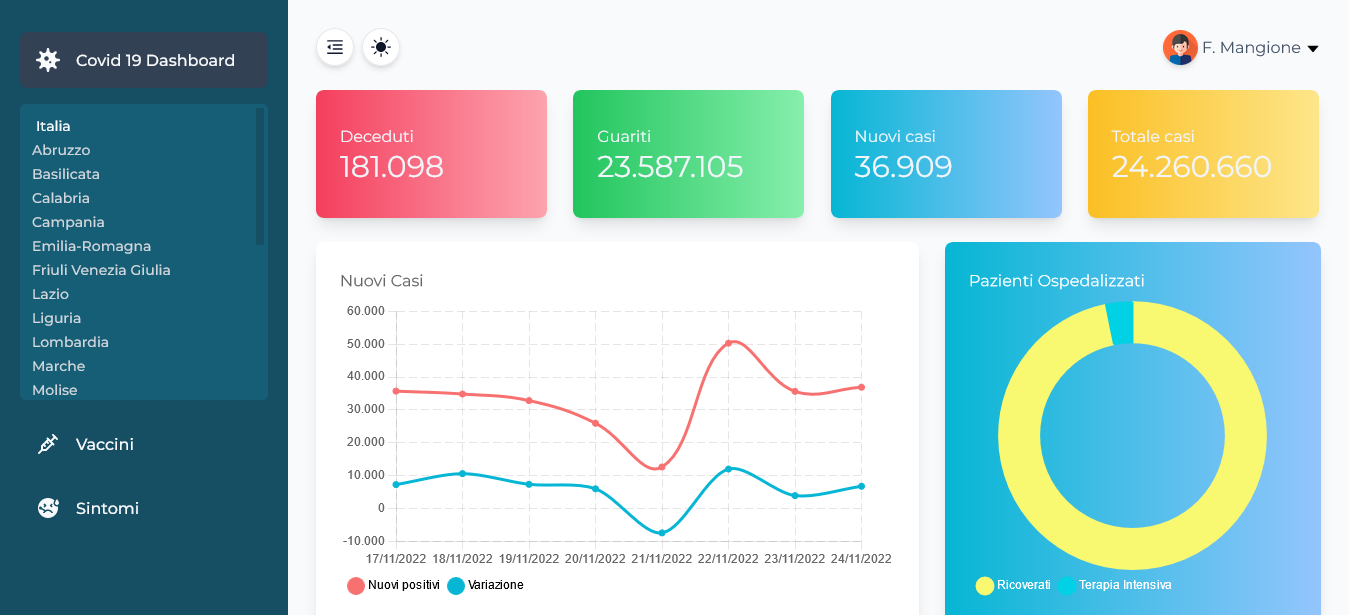 Covid 19 Dashboard
Italia
Abruzzo
Basilicata
Calabria
Campania
Emilia-Romagna
Friuli Venezia Giulia
Lazio
Liguria
Lombardia
Marche
Molise
Vaccini
Sintomi
F. Mangione
Deceduti
181.098
Guariti
23.587.105
Nuovi casi
36.909
Totale casi
24.260.660
Nuovi Casi
60.000
50.000
40.000
30.000
20.000
10.000
0
-10.000
17/11/2022 18/11/2022 19/11/2022 20/11/2022 21/11/2022 22/11/2022 23/11/2022 24/11/2022
Nuovi positivi Variazione
Pazienti Ospedalizzati
Ricoverati Terapia Intensiva